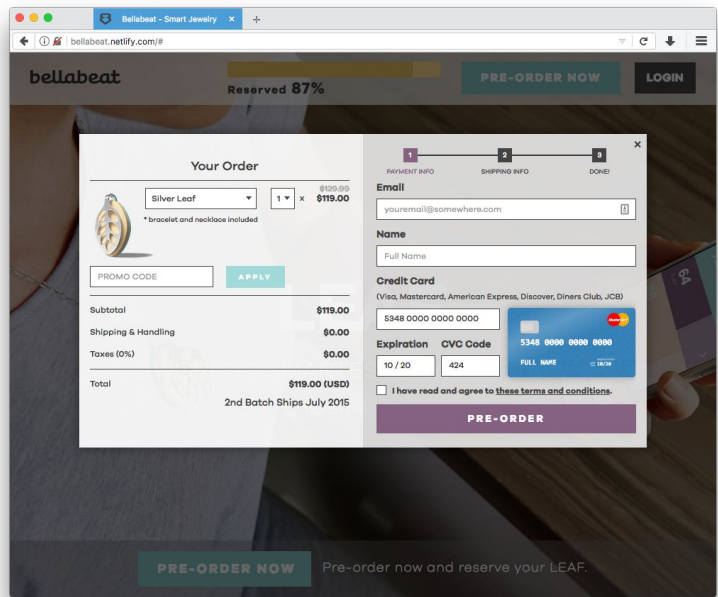 Bellabeat - Smart Jewelry
bellabeat.netlify.com/#
bellabeat
Reserved 87%
PRE-ORDER NOW
LOGIN
Your Order
Silver Leaf
1
x
$129.99
$119.00
* bracelet and necklace included
PROMO CODE
APPLY
Subtotal $119.00
Shipping & Handling $0.00
Taxes (0%) $0.00
Total $119.00 (USD)
2nd Batch Ships July 2015
1 2 3
PAYMENT INFO SHIPPING INFO DONE!
Email
youremail@somewhere.com
Name
Full Name
Credit Card
(Visa, Mastercard, American Express, Discover, Diners Club, JCB)
5348 0000 0000 0000
Expiration CVC Code
10 / 20 424
MasterCard
5348 0000 0000 0000
FULL NAME 10/20
I have read and agree to these terms and conditions.
PRE-ORDER
64
PRE-ORDER NOW Pre-order now and reserve your LEAF.